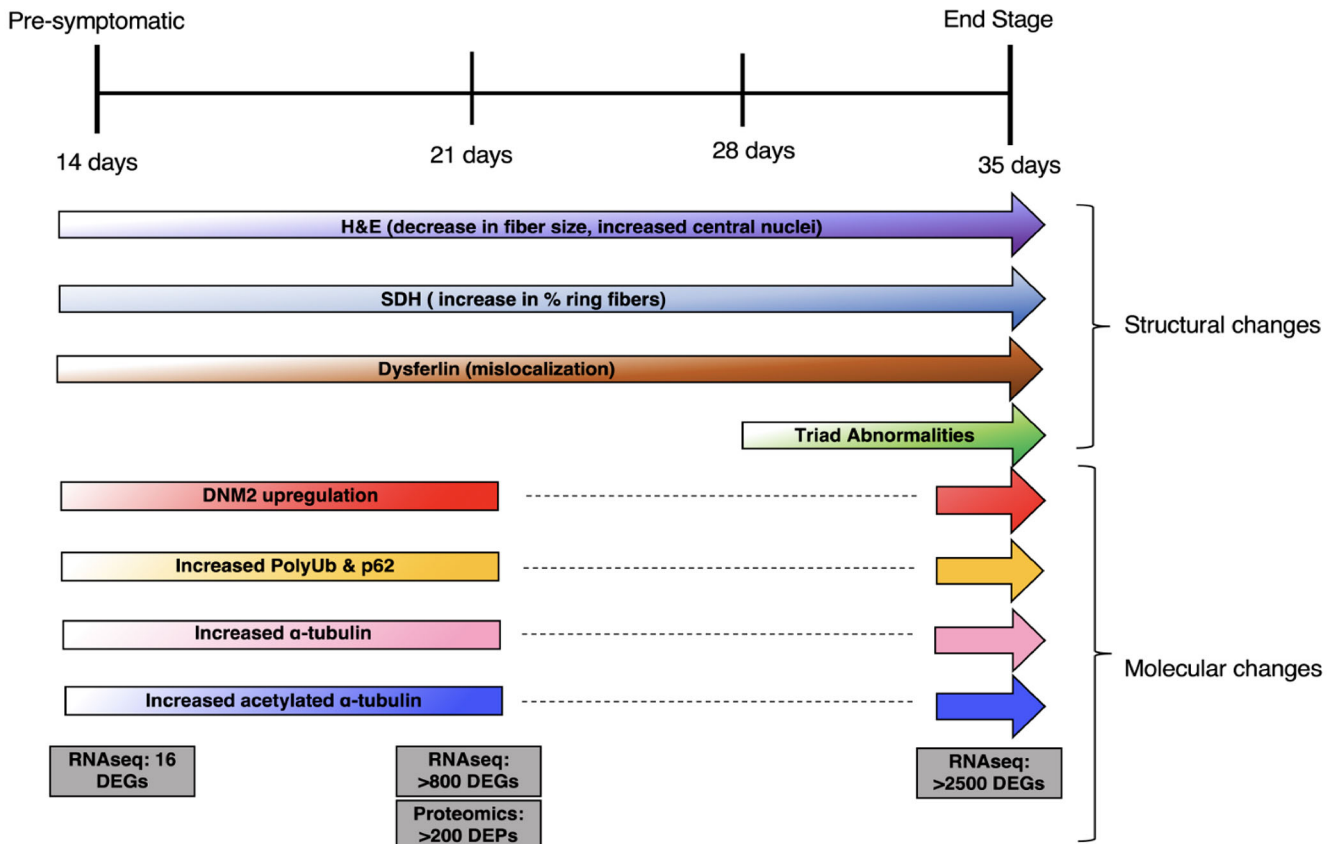 Pre-symptomatic
End Stage
14 days
21 days
28 days
35 days
H&E (decrease in fiber size, increased central nuclei)
SDH ( increase in % ring fibers)
Dysferlin (mislocalization)
Triad Abnormalities
Structural changes
DNM2 upregulation
Increased PolyUb & p62
Increased α-tubulin
Increased acetylated α-tubulin
Molecular changes
RNAseq: 16
DEGs
RNAseq:
>800 DEGs
Proteomics:
>200 DEPs
RNAseq:
>2500 DEGs